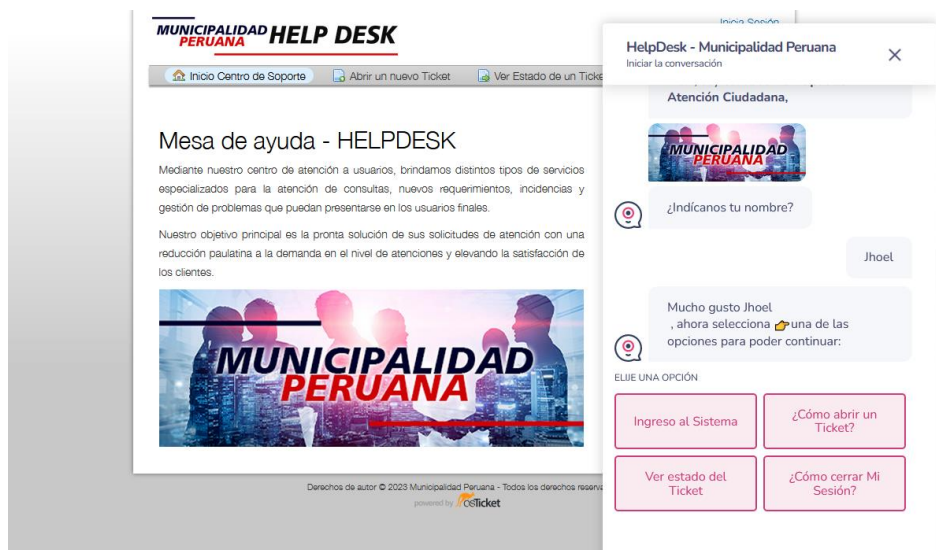 MUNICIPALIDAD
PERUANA HELP DESK
Inicia Sesión
Inicio Centro de Soporte
Abrir un nuevo Ticket
Ver Estado de un Ticke
Mesa de ayuda - HELPDESK
Mediante nuestro centro de atención a usuarios, brindamos distintos tipos de servicios
especializados para la atención de consultas, nuevos requerimientos, incidencias y
gestión de problemas que puedan presentarse en los usuarios finales.
Nuestro objetivo principal es la pronta solución de sus solicitudes de atención con una
reducción paulatina a la demanda en el nivel de atenciones y elevando la satisfacción de
los clientes.
MUNICIPALIDAD
PERUANA
Derechos de autor © 2023 Municipalidad Peruana - Todos los derechos reserva
powered by osTicket
HelpDesk - Municipalidad Peruana
Iniciar la conversación
Atención Ciudadana,
MUNICIPALIDAD
PERUANA
¿Indícanos tu nombre?
Jhoel
Mucho gusto Jhoel
, ahora selecciona 👉una de las
opciones para poder continuar:
ELIJE UNA OPCIÓN
Ingreso al Sistema
¿Cómo abrir un
Ticket?
Ver estado del
Ticket
¿Cómo cerrar Mi
Sesión?